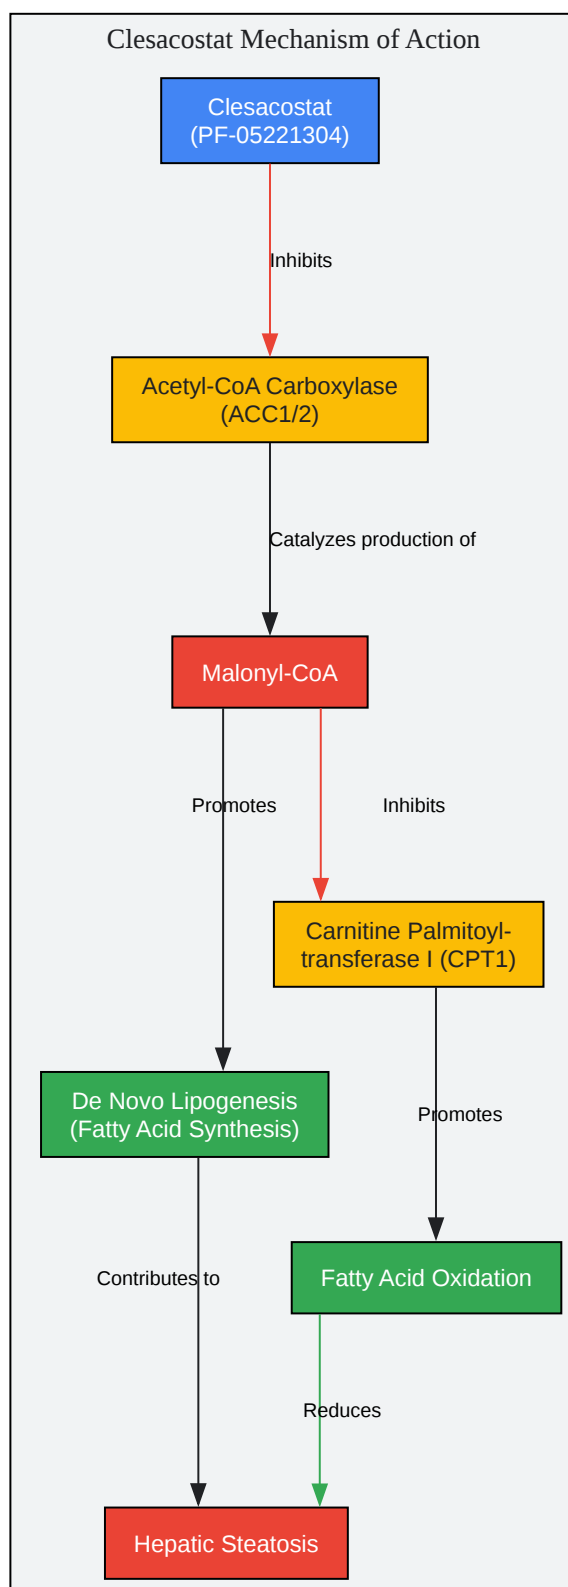 Clesacostat Mechanism of Action
Clesacostat
(PF-05221304)
Inhibits
Acetyl-CoA Carboxylase
(ACC1/2)
Catalyzes production of
Malonyl-CoA
Promotes
Inhibits
Carnitine Palmitoyl-
transferase I (CPT1)
De Novo Lipogenesis
(Fatty Acid Synthesis)
Promotes
Contributes to
Fatty Acid Oxidation
Reduces
Hepatic Steatosis